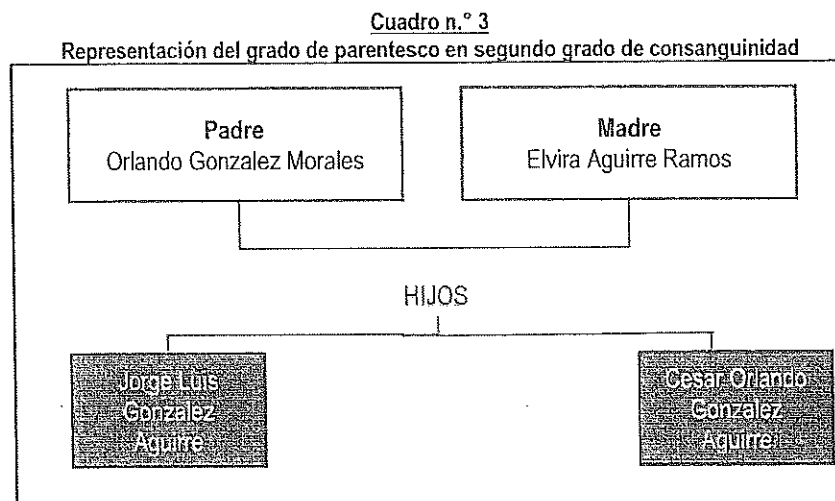 Cuadro n.° 3
Representación del grado de parentesco en segundo grado de consanguinidad
Padre
Orlando Gonzalez Morales
Madre
Elvira Aguirre Ramos
HIJOS
Jorge Luis
Gonzalez
Aguirre
Cesar Orlando
Gonzalez
Aguirre